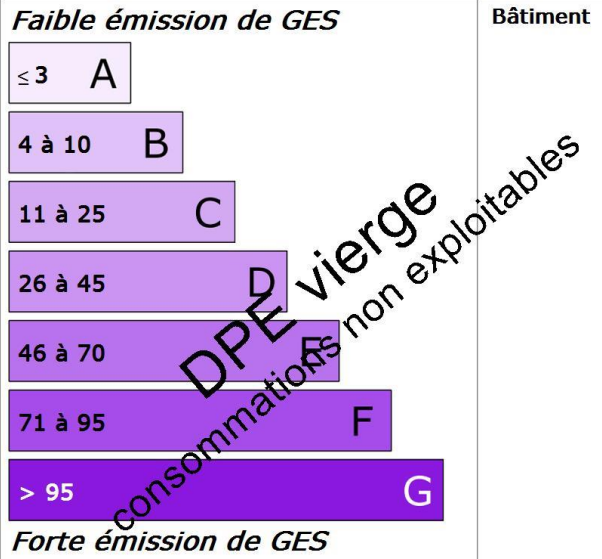 Faible émission de GES
Bâtiment
≤ 3 A
4 à 10 B
11 à 25 C
26 à 45 D
46 à 70 E
71 à 95 F
> 95 G
Forte émission de GES
DPE vierge
consommations non exploitables